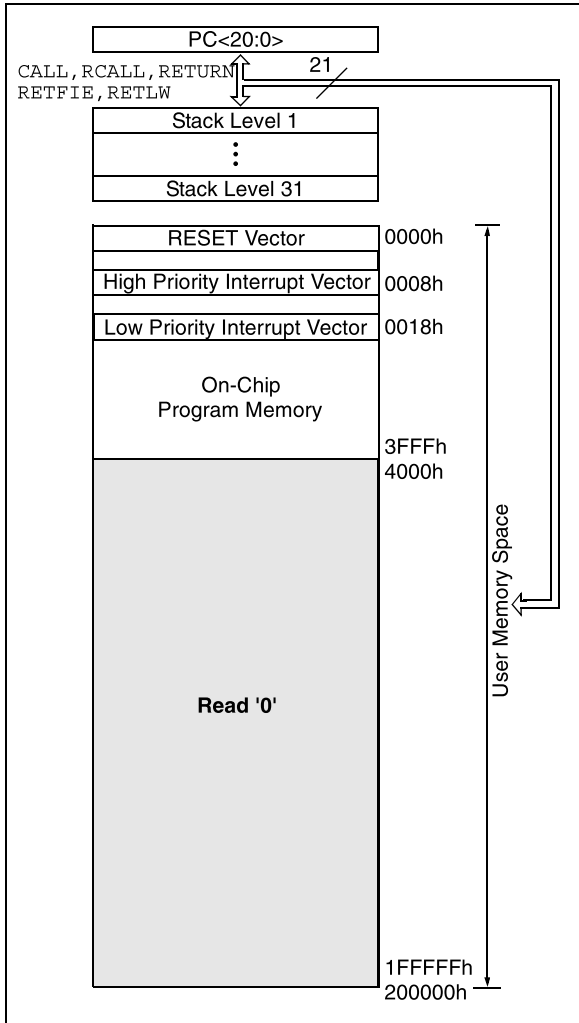 PC<20:0>
CALL,RCALL,RETURN
RETFIE,RETLW
21
Stack Level 1
Stack Level 31
RESET Vector
0000h
High Priority Interrupt Vector
0008h
Low Priority Interrupt Vector
0018h
On-Chip
Program Memory
3FFFh
4000h
User Memory Space
Read '0'
1FFFFFh
200000h